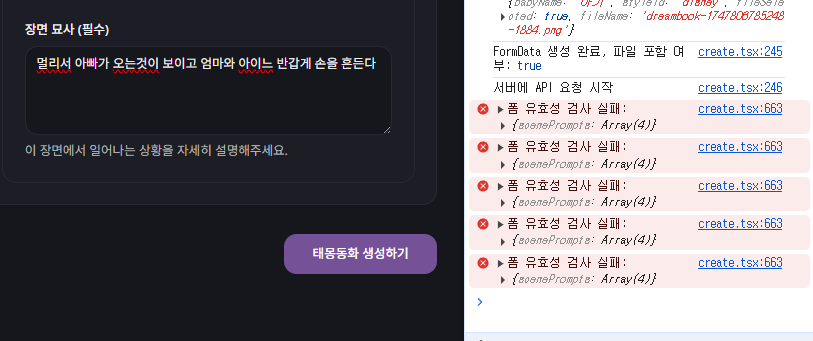 장면 묘사 (필수)
멀리서 아빠가 오는것이 보이고 엄마와 아이느 반갑게 손을 흔든다
이 장면에서 일어나는 상황을 자세히 설명해주세요.
태몽동화 생성하기
{babyName: '아기', styleId: 'disney', fileSele
cted: true, fileName: 'dreambook-1747806785248
-1884.png'}
FormData 생성 완료, 파일 포함 여 create.tsx:245
부: true
서버에 API 요청 시작 create.tsx:246
폼 유효성 검사 실패: create.tsx:663
{scenePrompts: Array(4)}
폼 유효성 검사 실패: create.tsx:663
{scenePrompts: Array(4)}
폼 유효성 검사 실패: create.tsx:663
{scenePrompts: Array(4)}
폼 유효성 검사 실패: create.tsx:663
{scenePrompts: Array(4)}
폼 유효성 검사 실패: create.tsx:663
{scenePrompts: Array(4)}